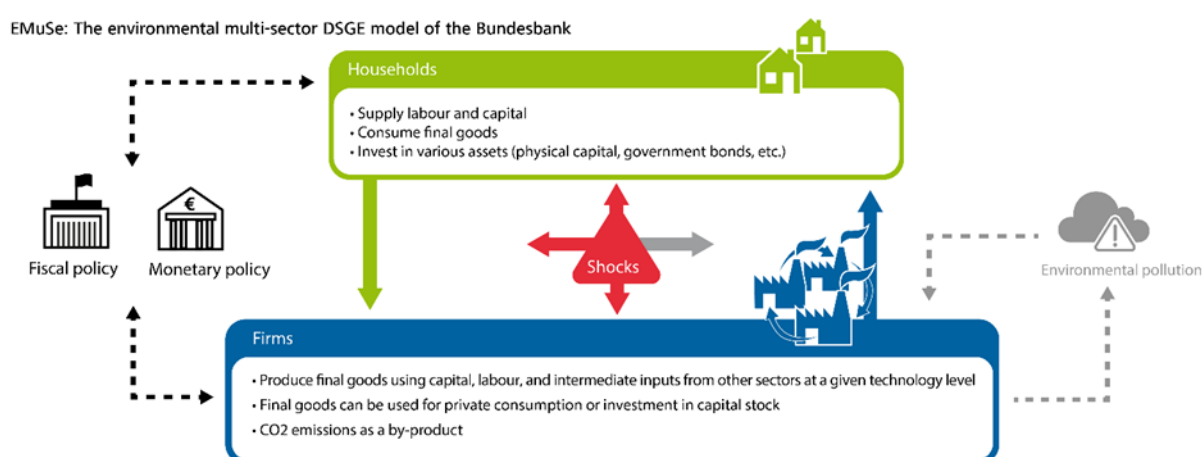 EMuSe: The environmental multi-sector DSGE model of the Bundesbank
Households
• Supply labour and capital
• Consume final goods
• Invest in various assets (physical capital, government bonds, etc.)
€
Fiscal policy
Monetary policy
Shocks
!
Environmental pollution
Firms
• Produce final goods using capital, labour, and intermediate inputs from other sectors at a given technology level
• Final goods can be used for private consumption or investment in capital stock
• CO2 emissions as a by-product